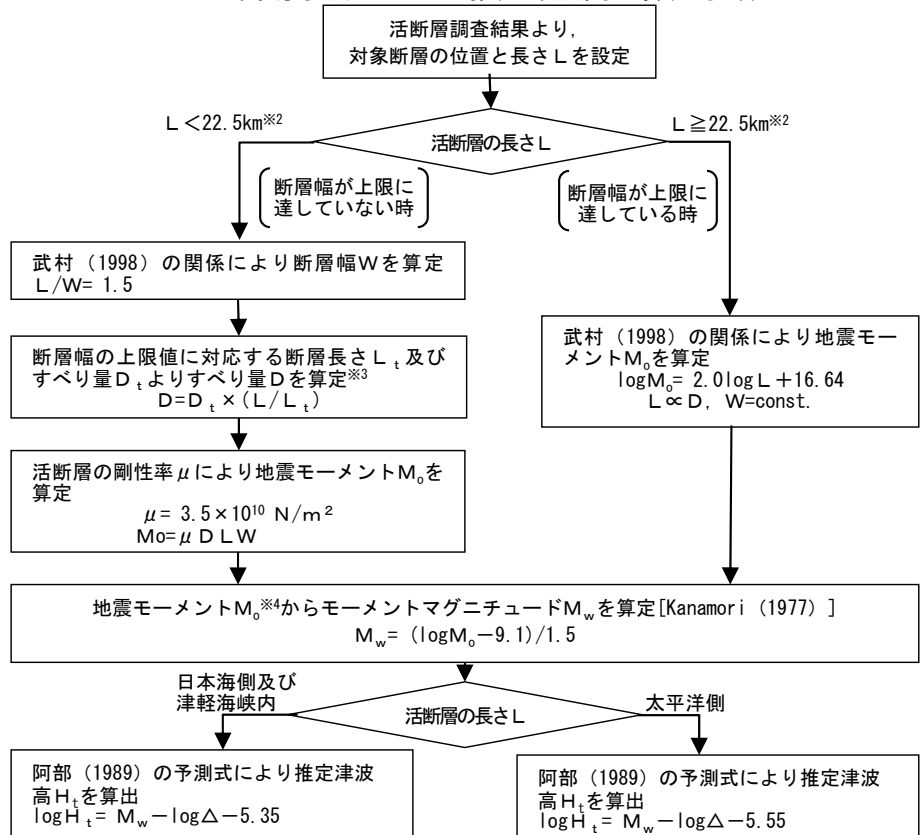 活断層調査結果より,
対象断層の位置と長さLを設定
L<22.5km※2
L≧22.5km※2
活断層の長さL
断層幅が上限に
達していない時
断層幅が上限に
達している時
武村(1998)の関係により断層幅Wを算定
L/W= 1.5
断層幅の上限値に対応する断層長さLt及び
すべり量Dtよりすべり量Dを算定※3
D=Dt×(L/Lt)
活断層の剛性率μにより地震モーメントMoを
算定
μ= 3.5×10¹⁰ N/m²
Mo=μDLW
武村(1998)の関係により地震モー
メントMoを算定
logMo= 2.0logL+16.64
L∝D, W=const.
地震モーメントMo※4からモーメントマグニチュードMwを算定[Kanamori (1977)]
Mw= (logMo-9.1)/1.5
日本海側及び
津軽海峡内
活断層の長さL
太平洋側
阿部(1989)の予測式により推定津波
高Htを算出
logHt= Mw-logΔ-5.35
阿部(1989)の予測式により推定津波
高Htを算出
logHt= Mw-logΔ-5.55